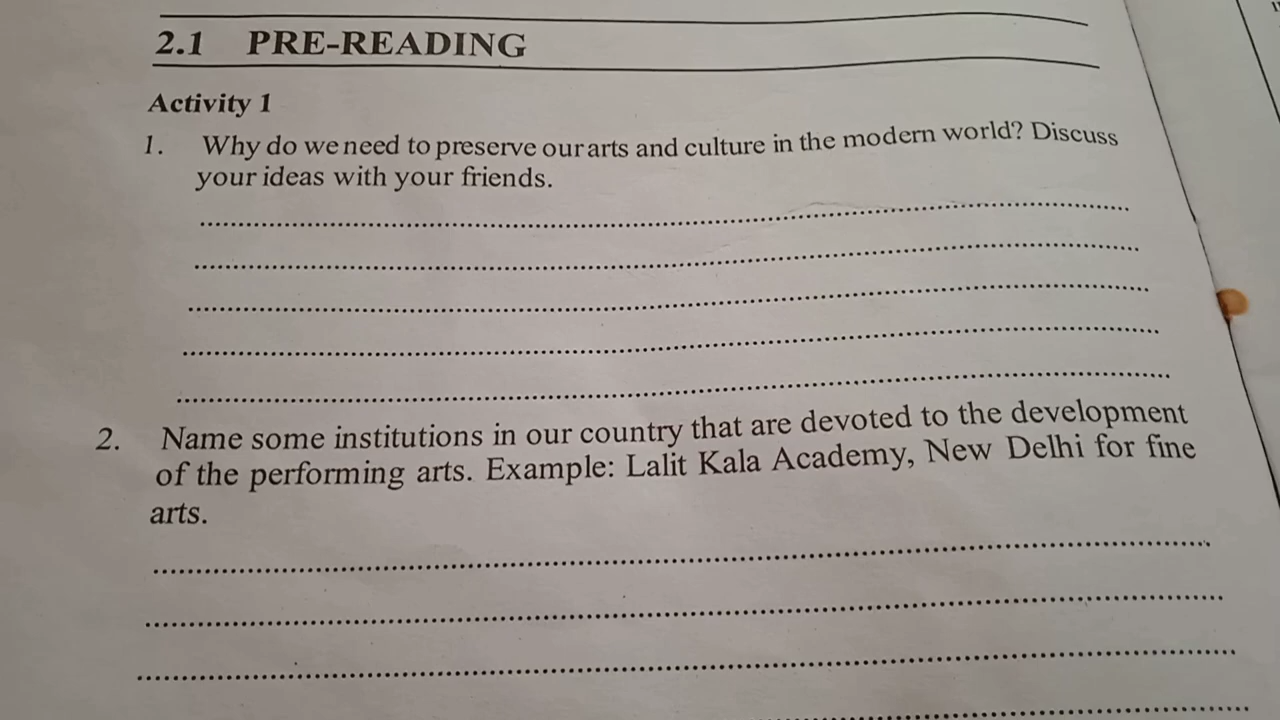 2.1 PRE-READING
Activity 1
1. Why do we need to preserve our arts and culture in the modern world? Discuss
your ideas with your friends.
2. Name some institutions in our country that are devoted to the development
of the performing arts. Example: Lalit Kala Academy, New Delhi for fine
arts.